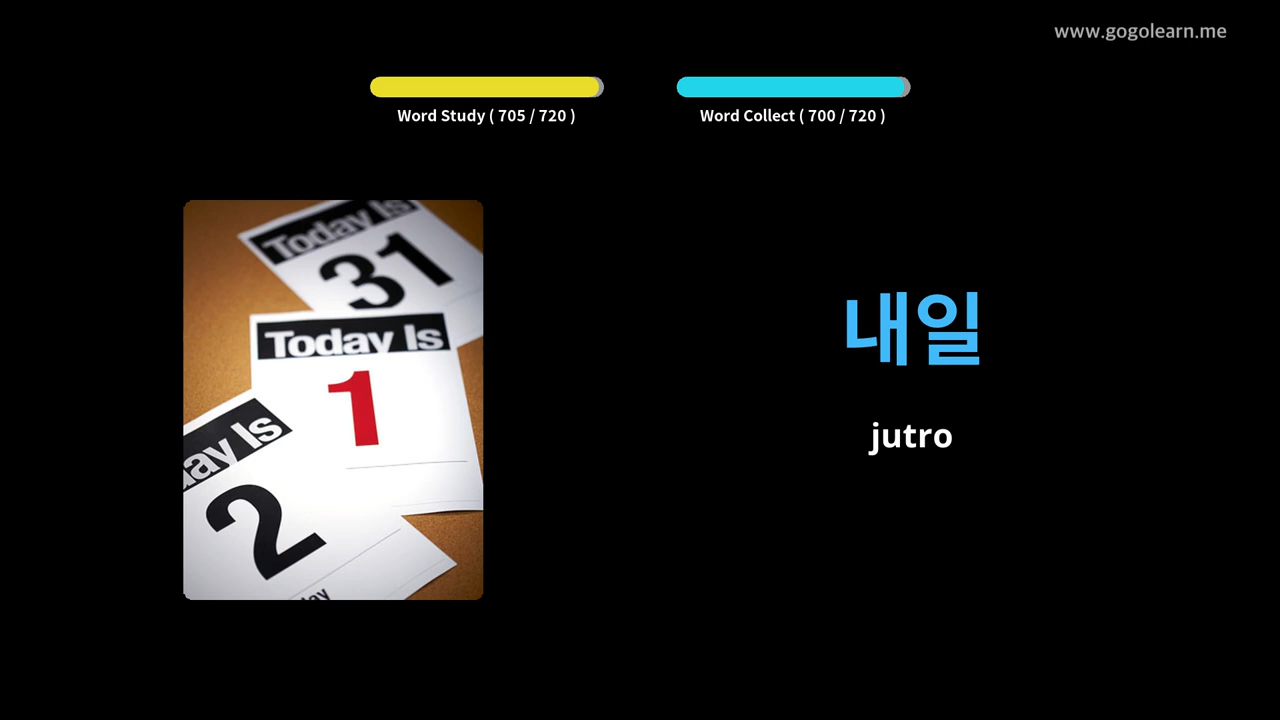 www.gogolearn.me
Word Study ( 705 / 720 )
Word Collect ( 700 / 720 )
Today Is
31
Today Is
1
ay Is
2
day
내일
jutro